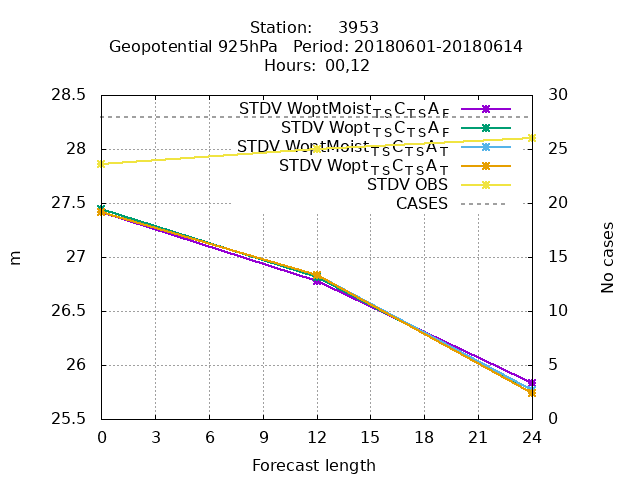 Station: 3953
Geopotential 925hPa Period: 20180601-20180614
Hours: 00,12
28.5
28
27.5
27
26.5
26
25.5
m
STDV WoptMoist_TS C_TS A_F
STDV Wopt_TS C_TS A_F
STDV WoptMoist_TS C_TS A_T
STDV Wopt_TS C_TS A_T
STDV OBS
CASES
30
25
20
15
10
5
0
No cases
0 3 6 9 12 15 18 21 24
Forecast length